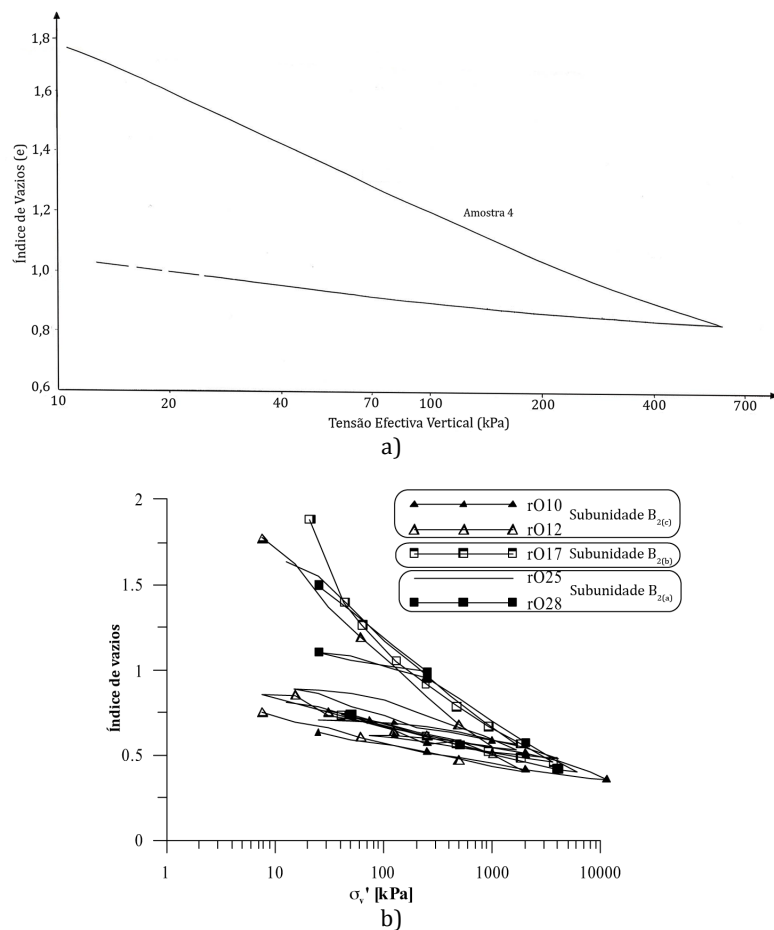 1,8
1,6
1,4
1,2
1,0
0,8
0,6
Índice de Vazios (e)
Amostra 4
10 20 40 70 100 200 400 700
Tensão Efectiva Vertical (kPa)
a)
2
1.5
1
0.5
0
Índice de vazios
rO10
rO12
Subunidade B2(c)
rO17 Subunidade B2(b)
rO25
rO28
Subunidade B2(a)
1 10 100 1000 10000
σv' [kPa]
b)